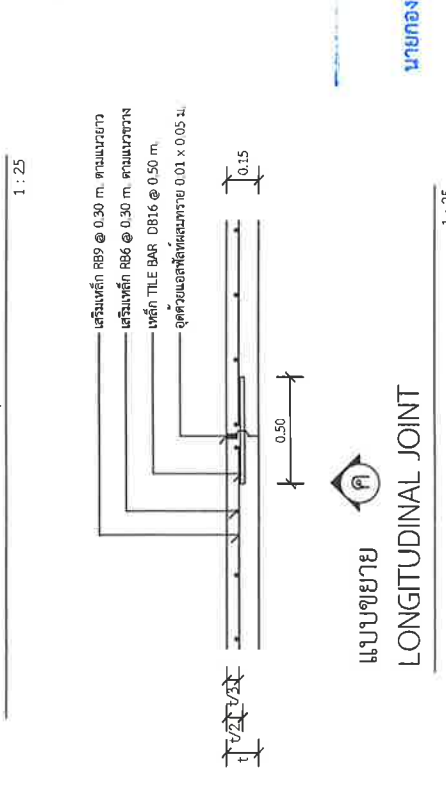 1 : 25
เสริมเหล็ก RB9 @ 0.30 m. ตามแนวยาว
เสริมเหล็ก RB6 @ 0.30 m. ตามแนวขวาง
เหล็ก TILE BAR DB16 @ 0.50 m.
อุดด้วยแอสฟัลท์ผสมทราย 0.01 x 0.05 ม.
0.15
t
t/2
t/3
0.50
แบบขยาย ค
LONGITUDINAL JOINT
1 : 25
นายกอง